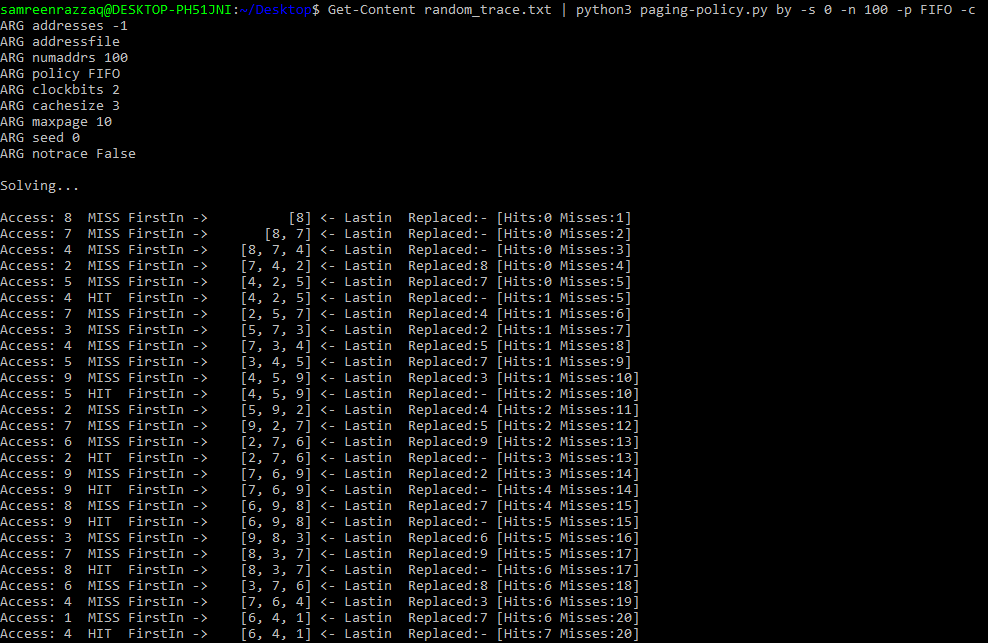 samreenrazzaq@DESKTOP-PH51JNI:~/Desktop$ Get-Content random_trace.txt | python3 paging-policy.py by -s 0 -n 100 -p FIFO -c
ARG addresses -1
ARG addressfile
ARG numaddrs 100
ARG policy FIFO
ARG clockbits 2
ARG cachesize 3
ARG maxpage 10
ARG seed 0
ARG notrace False
Solving...
Access: 8  MISS FirstIn ->          [8] <- Lastin  Replaced:- [Hits:0 Misses:1]
Access: 7  MISS FirstIn ->       [8, 7] <- Lastin  Replaced:- [Hits:0 Misses:2]
Access: 4  MISS FirstIn ->    [8, 7, 4] <- Lastin  Replaced:- [Hits:0 Misses:3]
Access: 2  MISS FirstIn ->    [7, 4, 2] <- Lastin  Replaced:8 [Hits:0 Misses:4]
Access: 5  MISS FirstIn ->    [4, 2, 5] <- Lastin  Replaced:7 [Hits:0 Misses:5]
Access: 4  HIT  FirstIn ->    [4, 2, 5] <- Lastin  Replaced:- [Hits:1 Misses:5]
Access: 7  MISS FirstIn ->    [2, 5, 7] <- Lastin  Replaced:4 [Hits:1 Misses:6]
Access: 3  MISS FirstIn ->    [5, 7, 3] <- Lastin  Replaced:2 [Hits:1 Misses:7]
Access: 4  MISS FirstIn ->    [7, 3, 4] <- Lastin  Replaced:5 [Hits:1 Misses:8]
Access: 5  MISS FirstIn ->    [3, 4, 5] <- Lastin  Replaced:7 [Hits:1 Misses:9]
Access: 9  MISS FirstIn ->    [4, 5, 9] <- Lastin  Replaced:3 [Hits:1 Misses:10]
Access: 5  HIT  FirstIn ->    [4, 5, 9] <- Lastin  Replaced:- [Hits:2 Misses:10]
Access: 2  MISS FirstIn ->    [5, 9, 2] <- Lastin  Replaced:4 [Hits:2 Misses:11]
Access: 7  MISS FirstIn ->    [9, 2, 7] <- Lastin  Replaced:5 [Hits:2 Misses:12]
Access: 6  MISS FirstIn ->    [2, 7, 6] <- Lastin  Replaced:9 [Hits:2 Misses:13]
Access: 2  HIT  FirstIn ->    [2, 7, 6] <- Lastin  Replaced:- [Hits:3 Misses:13]
Access: 9  MISS FirstIn ->    [7, 6, 9] <- Lastin  Replaced:2 [Hits:3 Misses:14]
Access: 9  HIT  FirstIn ->    [7, 6, 9] <- Lastin  Replaced:- [Hits:4 Misses:14]
Access: 8  MISS FirstIn ->    [6, 9, 8] <- Lastin  Replaced:7 [Hits:4 Misses:15]
Access: 9  HIT  FirstIn ->    [6, 9, 8] <- Lastin  Replaced:- [Hits:5 Misses:15]
Access: 3  MISS FirstIn ->    [9, 8, 3] <- Lastin  Replaced:6 [Hits:5 Misses:16]
Access: 7  MISS FirstIn ->    [8, 3, 7] <- Lastin  Replaced:9 [Hits:5 Misses:17]
Access: 8  HIT  FirstIn ->    [8, 3, 7] <- Lastin  Replaced:- [Hits:6 Misses:17]
Access: 6  MISS FirstIn ->    [3, 7, 6] <- Lastin  Replaced:8 [Hits:6 Misses:18]
Access: 4  MISS FirstIn ->    [7, 6, 4] <- Lastin  Replaced:3 [Hits:6 Misses:19]
Access: 1  MISS FirstIn ->    [6, 4, 1] <- Lastin  Replaced:7 [Hits:6 Misses:20]
Access: 4  HIT  FirstIn ->    [6, 4, 1] <- Lastin  Replaced:- [Hits:7 Misses:20]